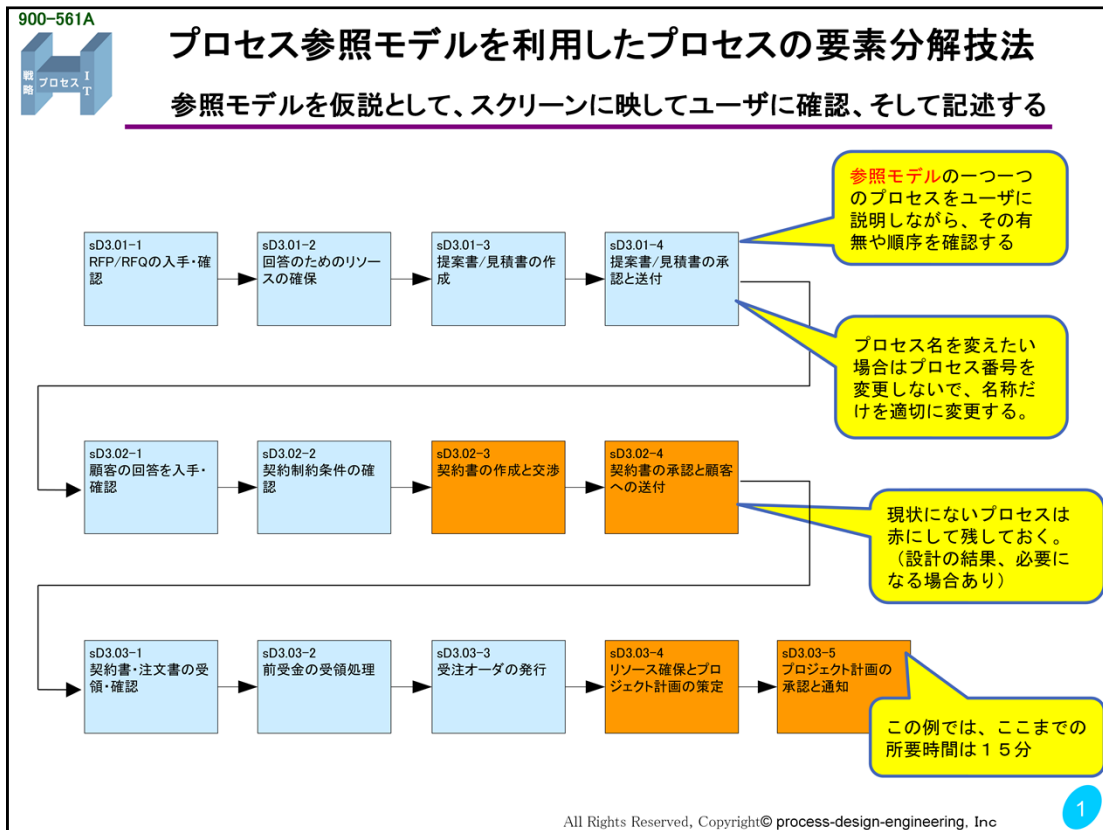 900-561A
戦略
プロセス
IT
プロセス参照モデルを利用したプロセスの要素分解技法
参照モデルを仮説として、スクリーンに映してユーザに確認、そして記述する
参照モデルの一つ一つ
のプロセスをユーザに
説明しながら、その有
無や順序を確認する
sD3.01-1
RFP/RFQの入手・確
認
sD3.01-2
回答のためのリソー
スの確保
sD3.01-3
提案書/見積書の作
成
sD3.01-4
提案書/見積書の承
認と送付
プロセス名を変えたい
場合はプロセス番号を
変更しないで、名称だ
けを適切に変更する。
sD3.02-1
顧客の回答を入手・
確認
sD3.02-2
契約制約条件の確
認
sD3.02-3
契約書の作成と交渉
sD3.02-4
契約書の承認と顧客
への送付
現状にないプロセスは
赤にして残しておく。
（設計の結果、必要に
なる場合あり）
sD3.03-1
契約書・注文書の受
領・確認
sD3.03-2
前受金の受領処理
sD3.03-3
受注オーダの発行
sD3.03-4
リソース確保とプロ
ジェクト計画の策定
sD3.03-5
プロジェクト計画の
承認と通知
この例では、ここまでの
所要時間は１５分
All Rights Reserved, Copyright© process-design-engineering, Inc
1